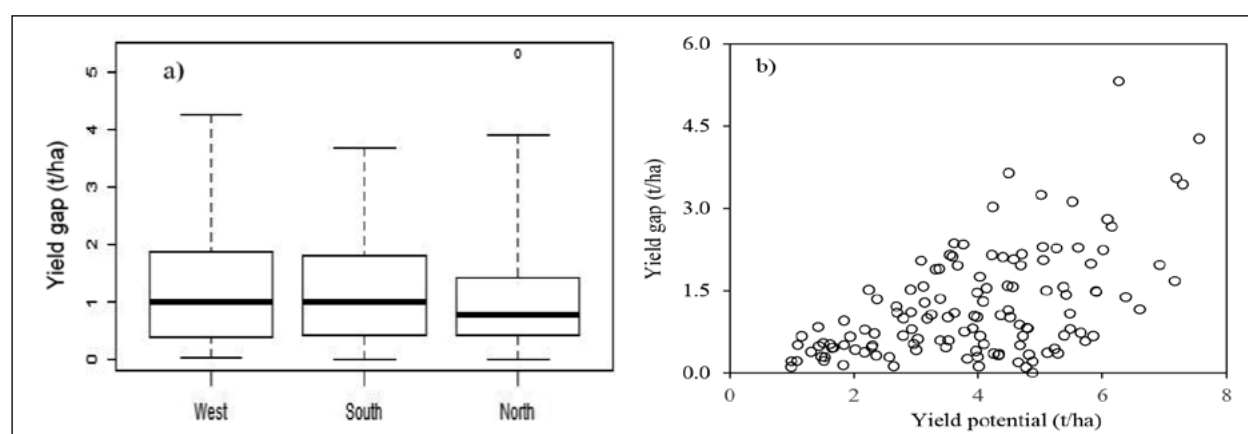 a)
Yield gap (t/ha)
5
4
3
2
1
0
West South North
b)
Yield gap (t/ha)
6.0
4.5
3.0
1.5
0.0
0 2 4 6 8
Yield potential (t/ha)